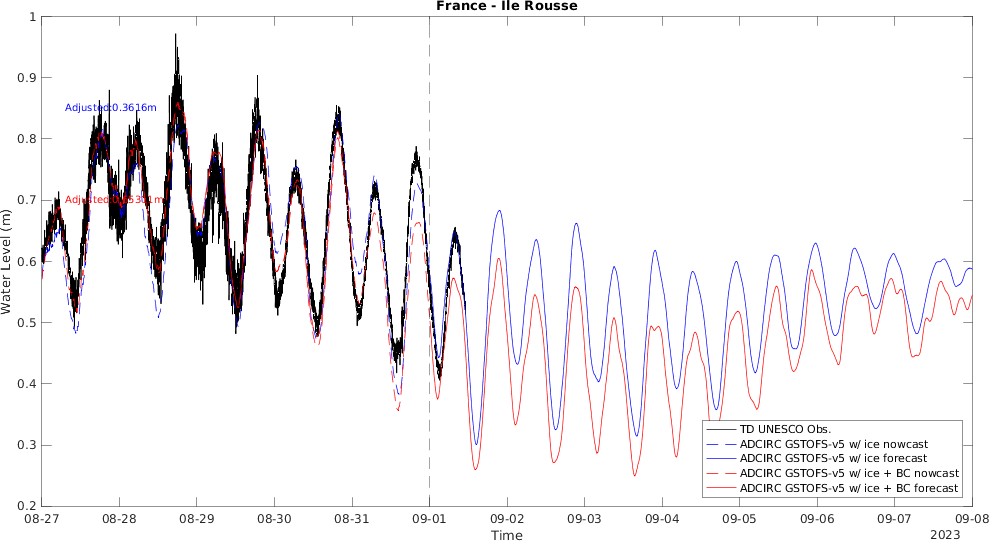 France - Ile Rousse
1
0.9
0.8
0.7
0.6
0.5
0.4
0.3
0.2
Water Level (m)
Adjusted:0.3616m
08-27
08-28
08-29
08-30
08-31
09-01
09-02
09-03
09-04
09-05
09-06
09-07
09-08
Time
2023
TD UNESCO Obs.
ADCIRC GSTOFS-v5 w/ ice nowcast
ADCIRC GSTOFS-v5 w/ ice forecast
ADCIRC GSTOFS-v5 w/ ice + BC nowcast
ADCIRC GSTOFS-v5 w/ ice + BC forecast